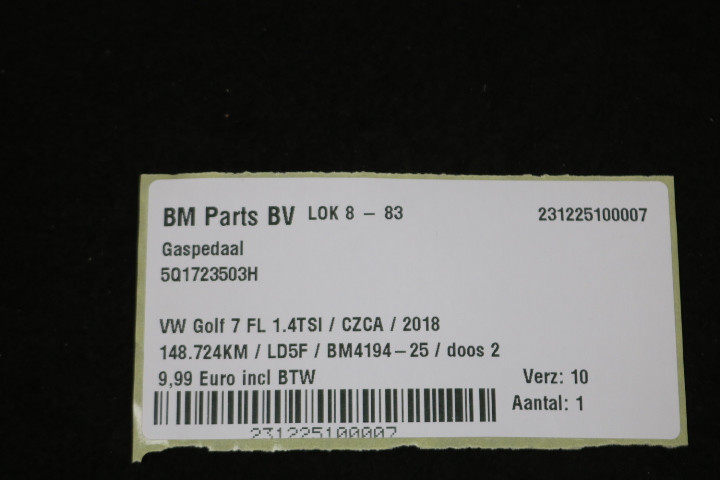 BM Parts BV LOK 8 - 83 231225100007
Gaspedaal
5Q1723503H
VW Golf 7 FL 1.4TSI / CZCA / 2018
148.724KM / LD5F / BM4194-25 / doos 2
9,99 Euro incl BTW Verz: 10
Aantal: 1
231225100007